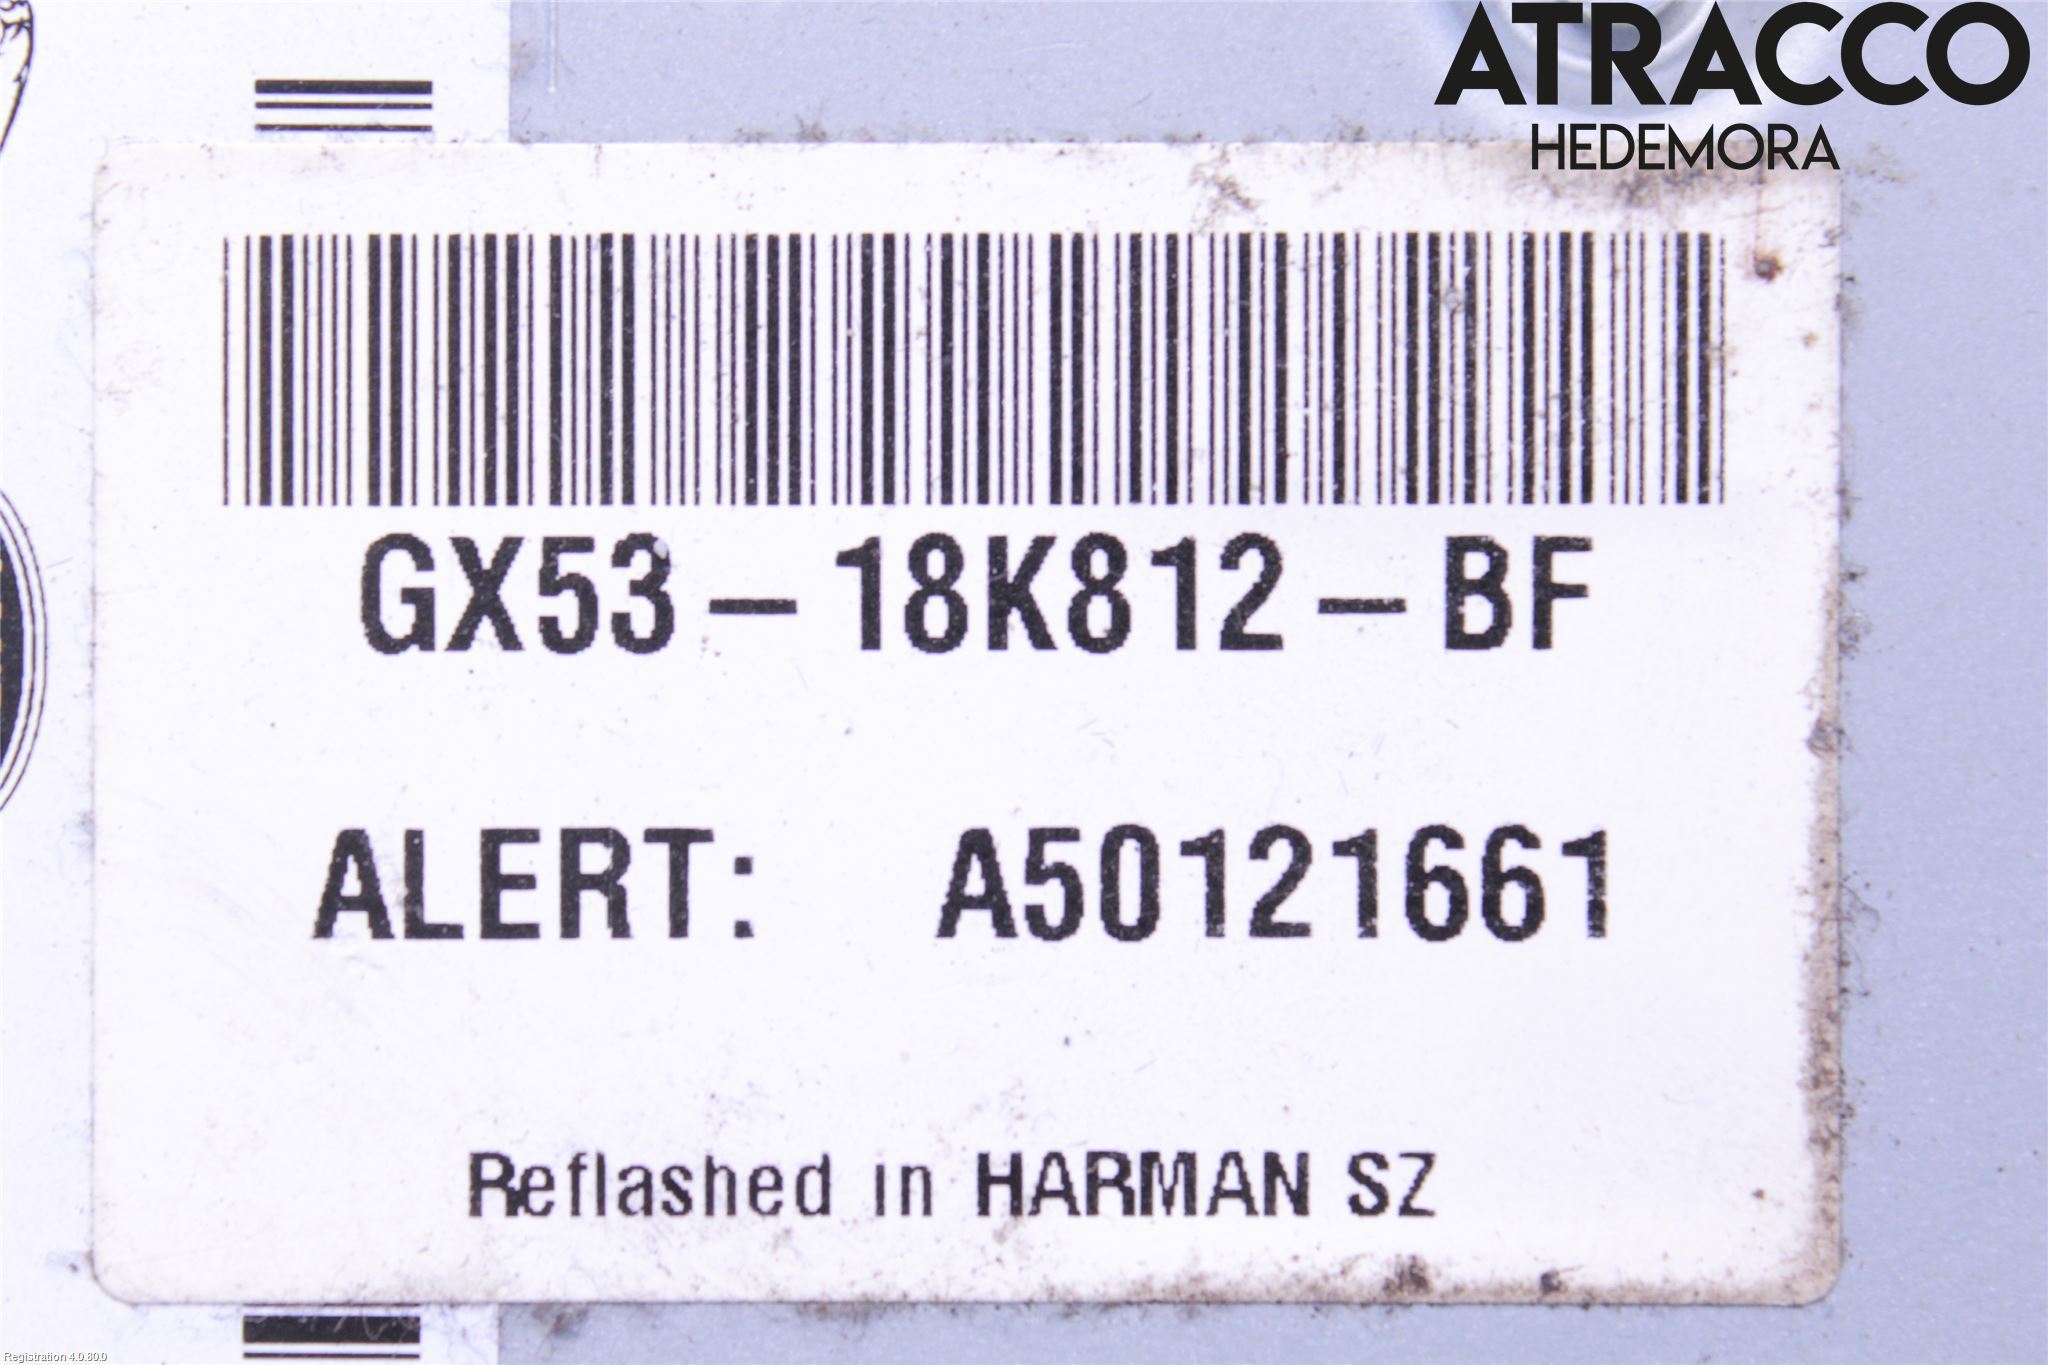 ATRACCO
HEDEMORA
GX53-18K812-BF
ALERT: A50121661
Reflashed in HARMAN SZ
Registration 4.0.80.0